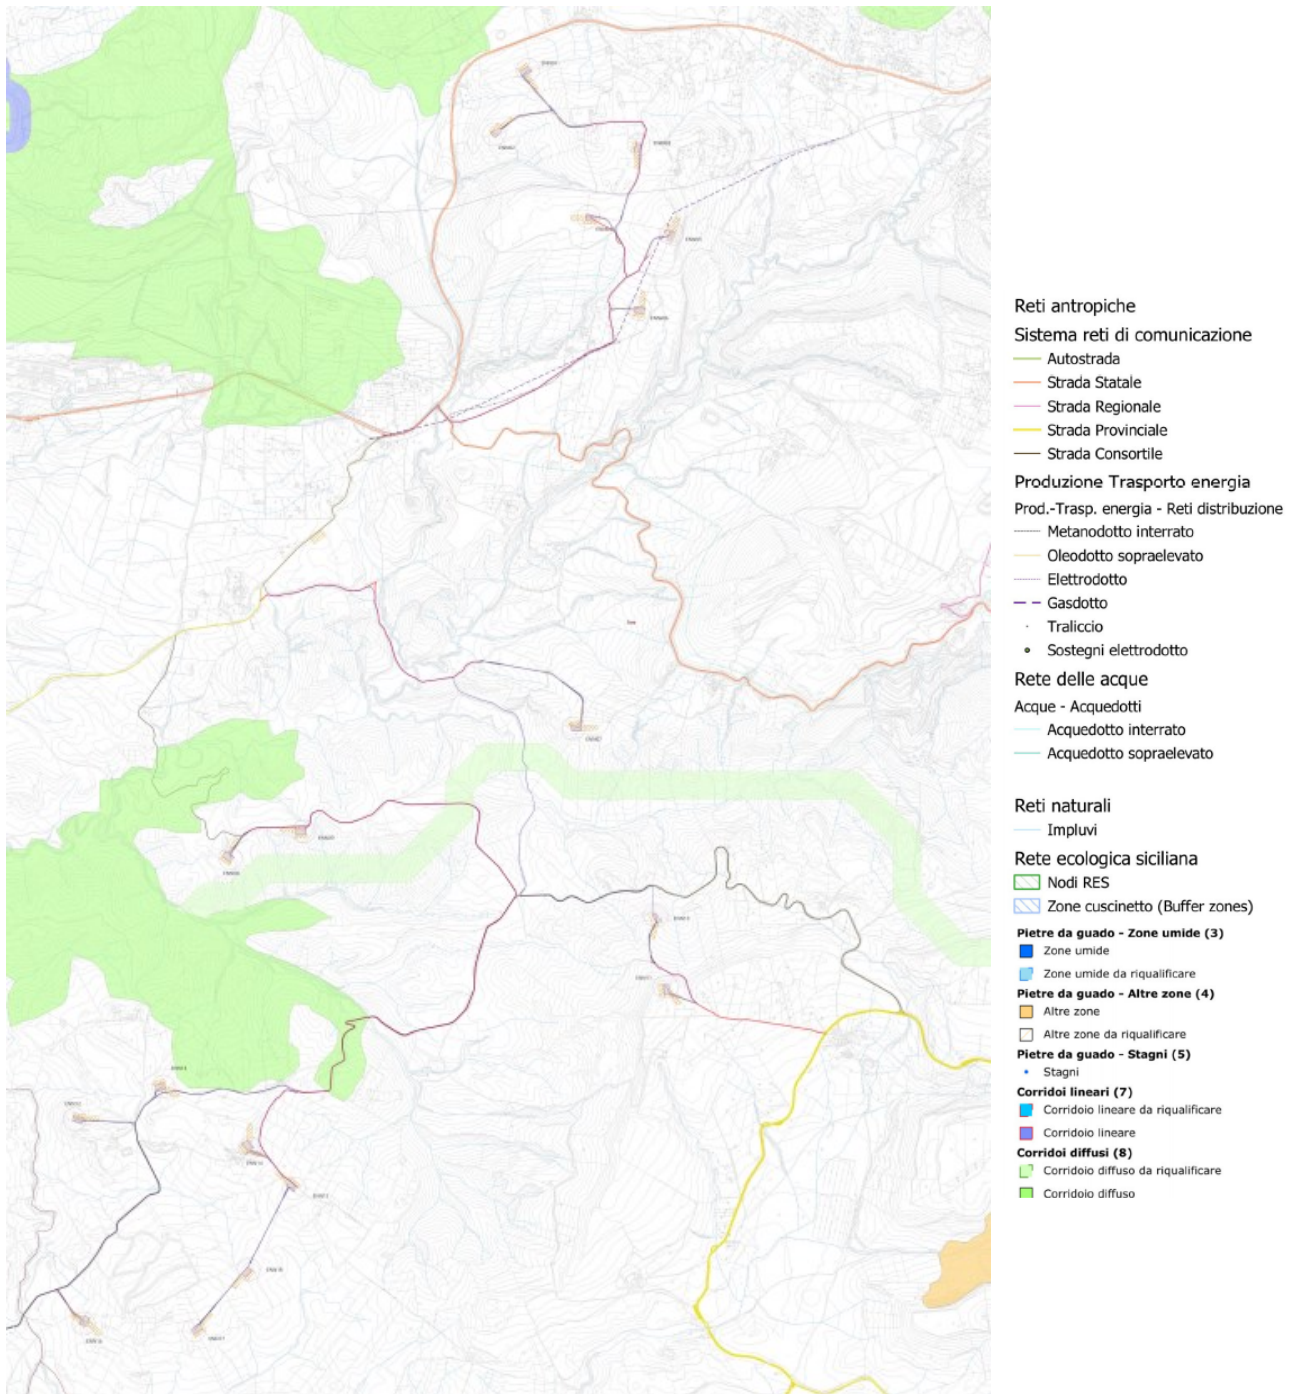 Reti antropiche
Sistema reti di comunicazione
Autostrada
Strada Statale
Strada Regionale
Strada Provinciale
Strada Consortile
Produzione Trasporto energia
Prod.-Trasp. energia - Reti distribuzione
Metanodotto interrato
Oleodotto sopraelevato
Elettrodotto
Gasdotto
Traliccio
Sostegni elettrodotto
Rete delle acque
Acque - Acquedotti
Acquedotto interrato
Acquedotto sopraelevato
Reti naturali
Impluvi
Rete ecologica siciliana
Nodi RES
Zone cuscinetto (Buffer zones)
Pietre da guado - Zone umide (3)
Zone umide
Zone umide da riqualificare
Pietre da guado - Altre zone (4)
Altre zone
Altre zone da riqualificare
Pietre da guado - Stagni (5)
Stagni
Corridoi lineari (7)
Corridoio lineare da riqualificare
Corridoio lineare
Corridoi diffusi (8)
Corridoio diffuso da riqualificare
Corridoio diffuso